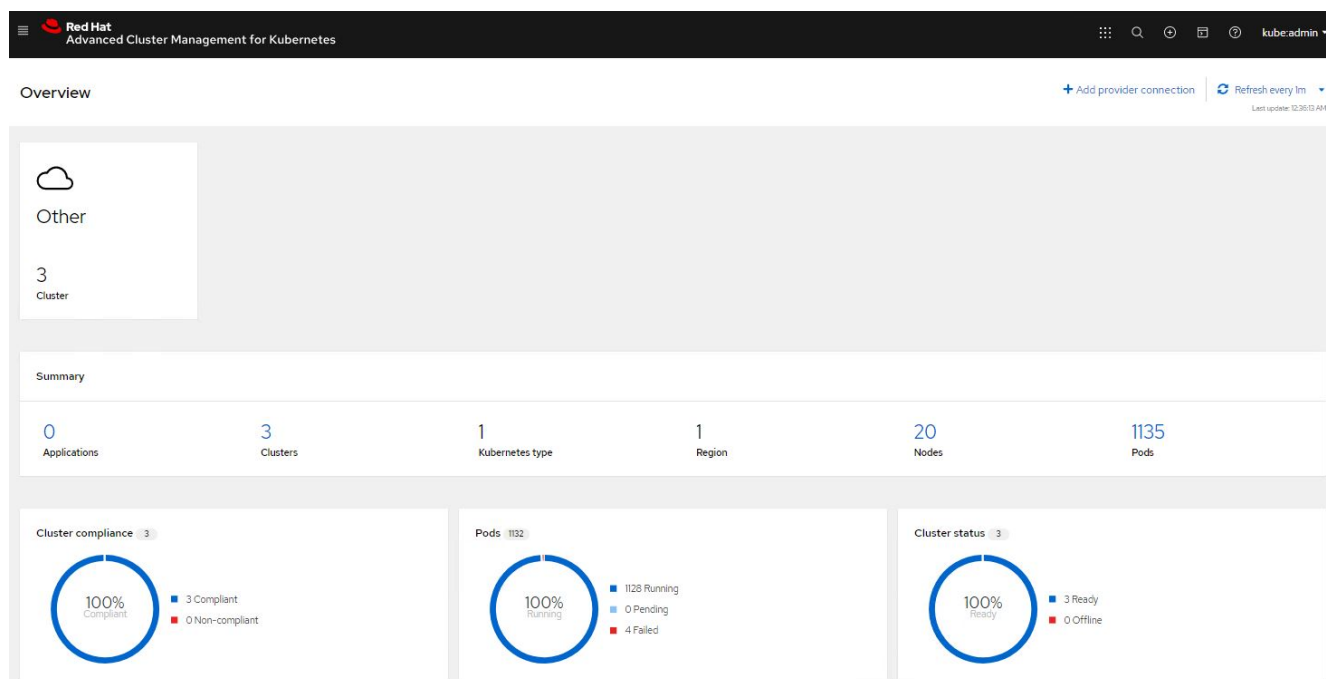 Red Hat
Advanced Cluster Management for Kubernetes
kube:admin
Overview
Add provider connection
Refresh every 1m
Last update: 12:36:13 AM
Other
3
Cluster
Summary
0 3 1 1 20 1135
Applications Clusters Kubernetes type Region Nodes Pods
Cluster compliance 3
100%
Compliant
3 Compliant
0 Non-compliant
Pods 1132
100%
Running
1128 Running
0 Pending
4 Failed
Cluster status 3
100%
Ready
3 Ready
0 Offline